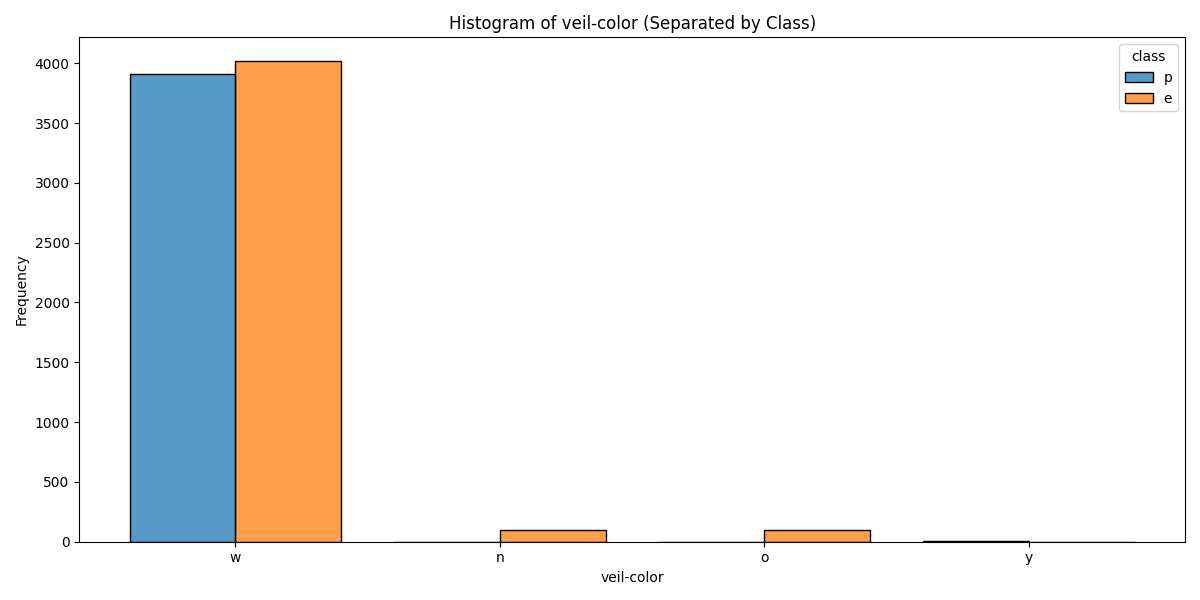 Histogram of veil-color (Separated by Class)
class
p
e
4000
3500
3000
2500
2000
1500
1000
500
0
Frequency
w n o y
veil-color